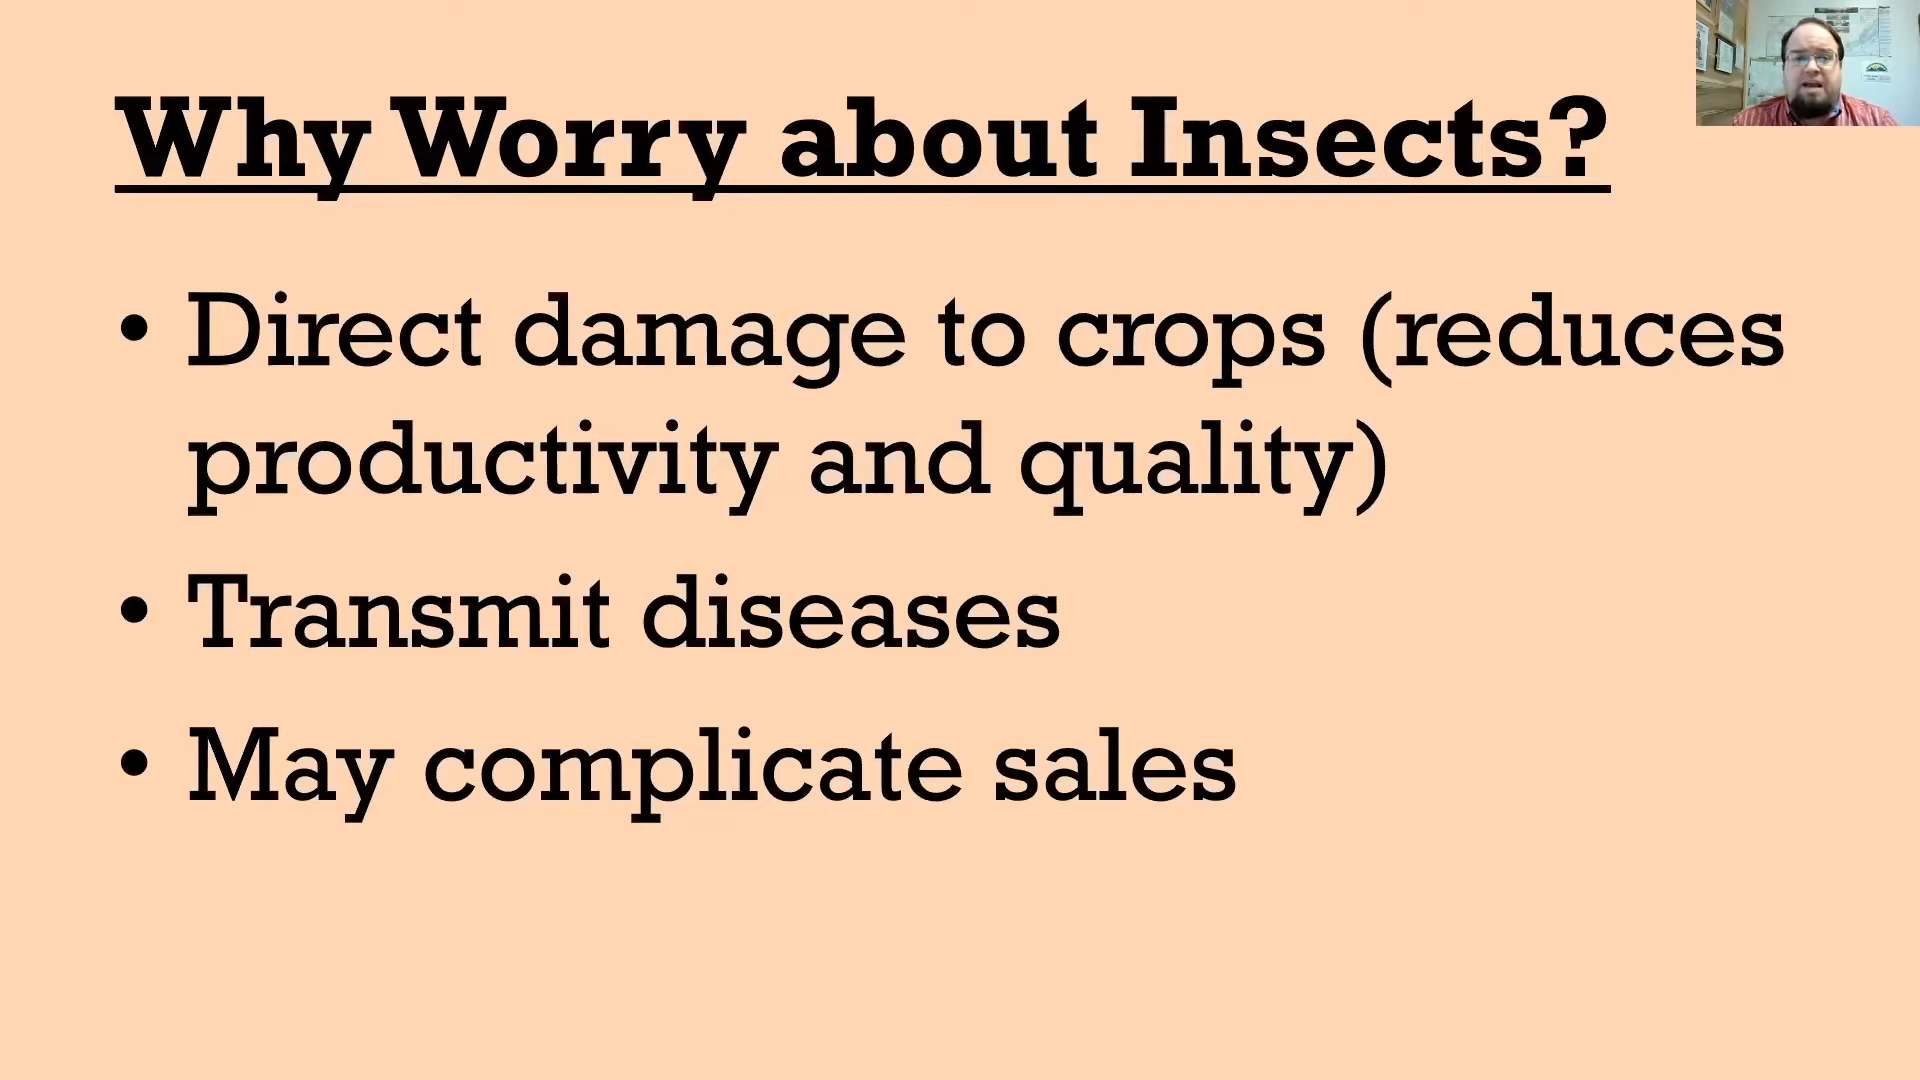 Why Worry about Insects?
• Direct damage to crops (reduces
productivity and quality)
• Transmit diseases
• May complicate sales